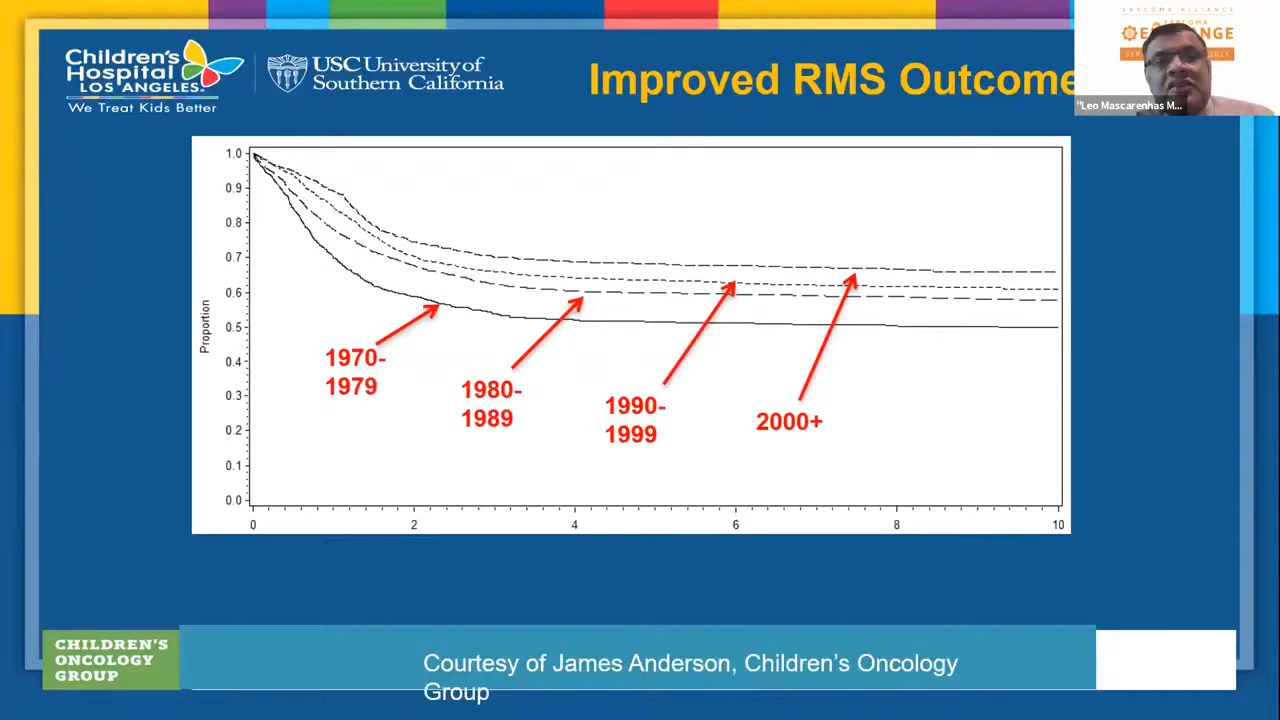 Children's
Hospital
LOS ANGELES
We Treat Kids Better
USC University of
Southern California
Improved RMS Outcome
SARCOMA ALLIANCE
"Leo Mascarenhas M...
1.0
0.9
0.8
0.7
0.6
0.5
0.4
0.3
0.2
0.1
0.0
Proportion
0 2 4 6 8 10
1970-
1979
1980-
1989
1990-
1999
2000+
CHILDREN'S
ONCOLOGY
GROUP
Courtesy of James Anderson, Children's Oncology
Group